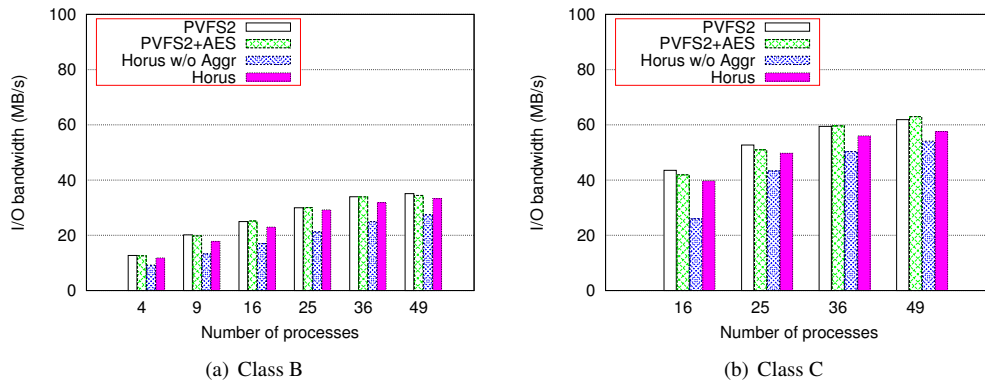 PVFS2
PVFS2+AES
Horus w/o Aggr
Horus
I/O bandwidth (MB/s)
100
80
60
40
20
0
4 9 16 25 36 49
Number of processes
(a) Class B
PVFS2
PVFS2+AES
Horus w/o Aggr
Horus
I/O bandwidth (MB/s)
100
80
60
40
20
0
16 25 36 49
Number of processes
(b) Class C